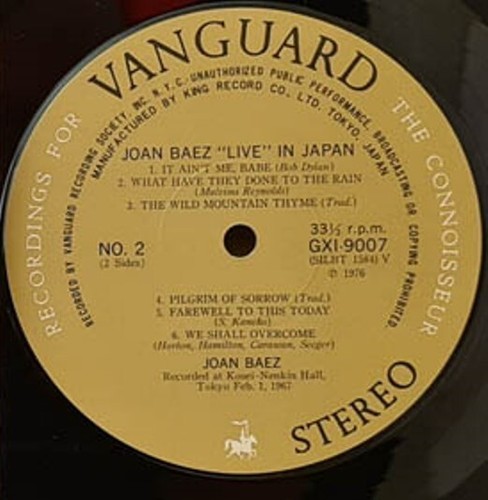 VANGUARD
RECORDINGS FOR THE CONNOISSEUR
RECORDED BY VANGUARD RECORDING SOCIETY INC. N.Y.C. UNAUTHORIZED PUBLIC PERFORMANCE, BROADCASTING OR COPYING PROHIBITED.
MANUFACTURED BY KING RECORD CO., LTD. TOKYO, JAPAN
JOAN BAEZ "LIVE" IN JAPAN
1. IT AIN'T ME, BABE (Bob Dylan)
2. WHAT HAVE THEY DONE TO THE RAIN
(Malvina Reynolds)
3. THE WILD MOUNTAIN THYME (Trad.)
NO. 2
(2 Sides)
33⅓ r.p.m.
GXI-9007
(SILHT 1584) V
Ⓟ 1976
4. PILGRIM OF SORROW (Trad.)
5. FAREWELL TO THIS TODAY
(S. Kaneko)
6. WE SHALL OVERCOME
(Horton, Hamilton, Carawan, Seeger)
JOAN BAEZ
Recorded at Kosei-Nenkin Hall,
Tokyo Feb. 1, 1967
STEREO